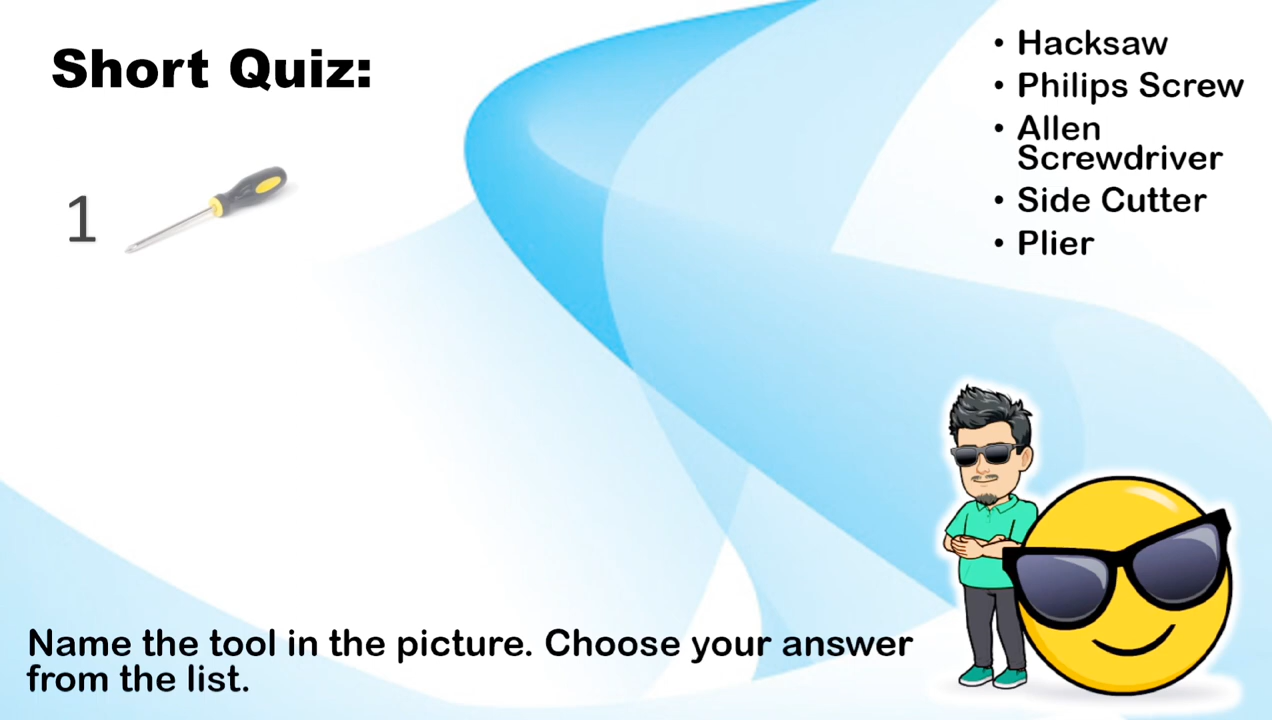 Short Quiz:
1
• Hacksaw
• Philips Screw
• Allen
Screwdriver
• Side Cutter
• Plier
Name the tool in the picture. Choose your answer
from the list.